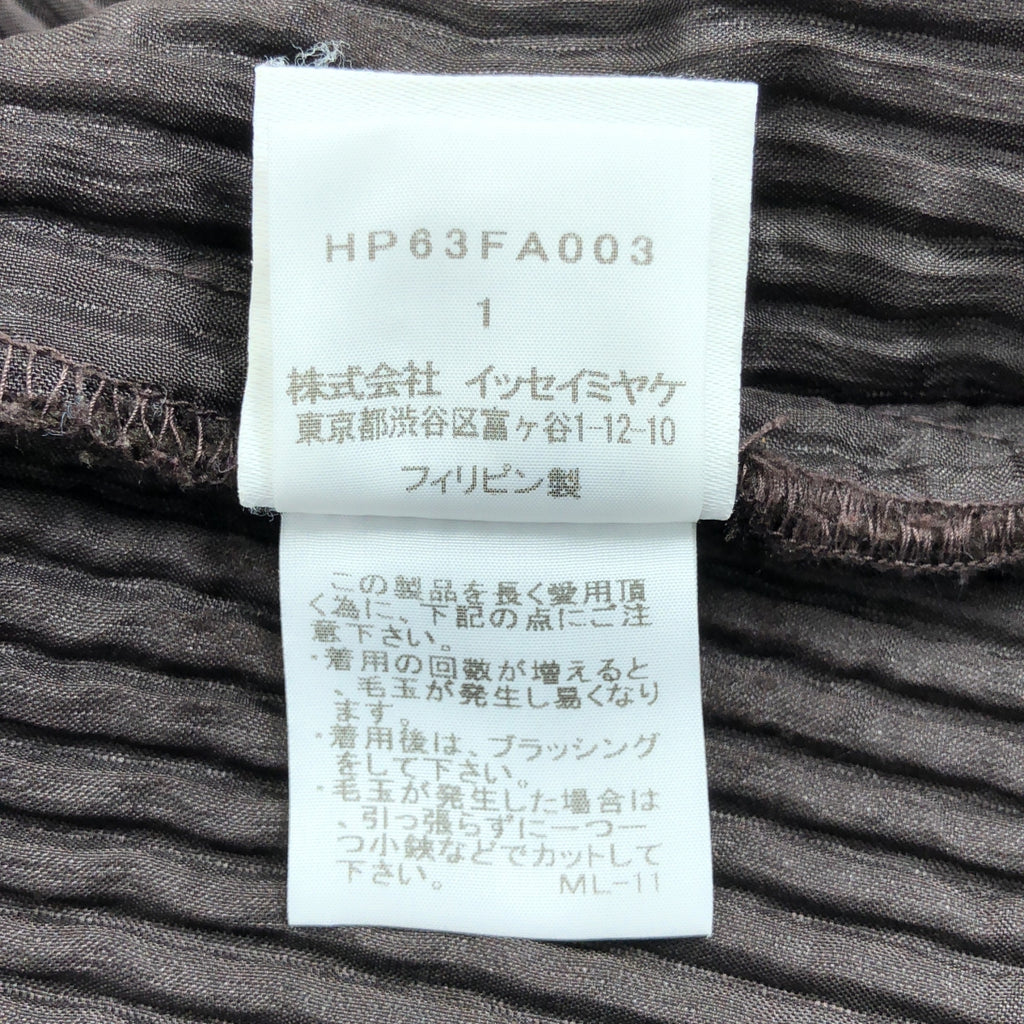 HP63FA003
1
株式会社 イッセイミヤケ
東京都渋谷区富ヶ谷1-12-10
フィリピン製
この製品を長く愛用頂
く為に、下記の点にご注
意下さい。
・着用の回数が増えると
、毛玉が発生し易くなり
ます。
・着用後は、ブラッシング
をして下さい。
・毛玉が発生した場合は
、引っ張らずに一つ一
つ小鋏などでカットして
下さい。 ML-11